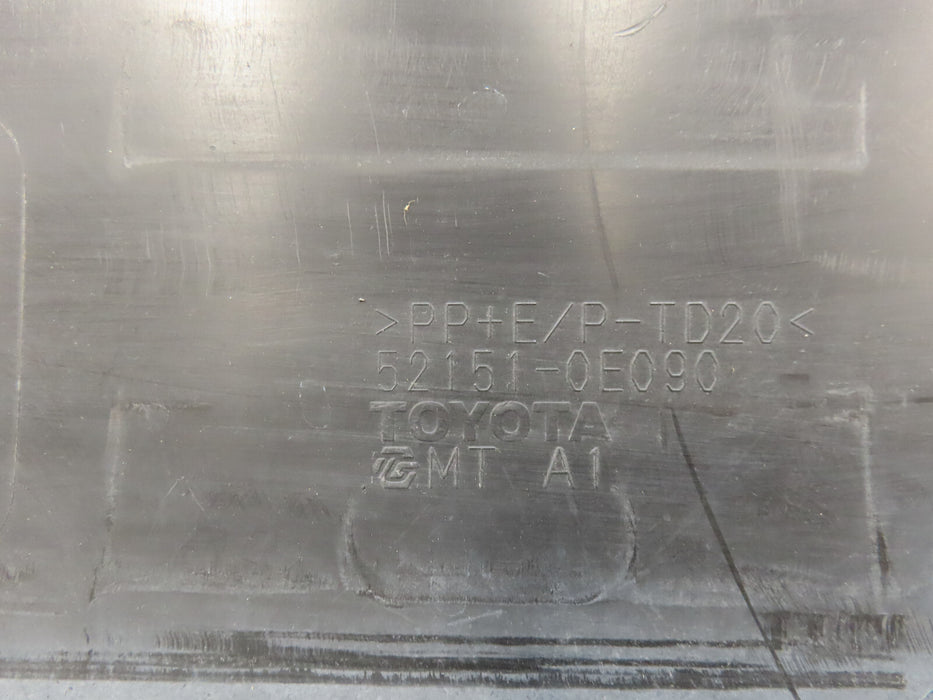 >PP+E/P-TD20<
52151-0E090
TOYOTA
MT A1